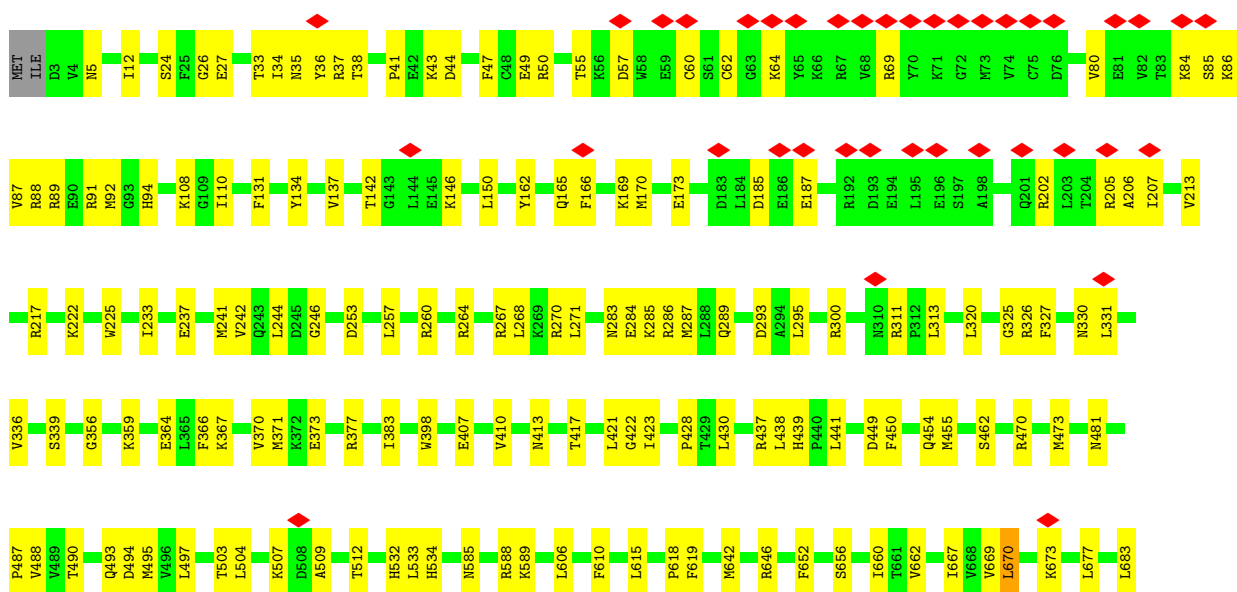 MET ILE D3 V4 N5 I12 S24 F25 G26 E27 T33 I34 N35 Y36 R37 T38 P41 E42 K43 D44 F47 C48 E49 R50 T55 K56 D57 W58 E59 C60 S61 C62 G63 K64 Y65 K66 R67 V68 R69 Y70 K71 G72 M73 V74 C75 D76 V80 E81 V82 T83 K84 S85 K86
V87 R88 R89 E90 R91 M92 G93 H94 K108 G109 I110 F131 Y134 V137 T142 G143 L144 E145 K146 L150 Y162 Q165 F166 K169 M170 E173 D183 L184 D185 E186 E187 R192 D193 E194 L195 E196 S197 A198 Q201 R202 L203 T204 R205 A206 I207 V213
R217 K222 W225 I233 E237 M241 V242 Q243 L244 D245 G246 D253 L257 R260 R264 R267 L268 K269 R270 L271 N283 E284 K285 R286 M287 L288 Q289 D293 A294 L295 R300 N310 R311 P312 L313 L320 G325 R326 F327 N330 L331
V336 S339 G356 K359 E364 L365 F366 K367 V370 M371 K372 E373 R377 I383 W398 E407 V410 N413 T417 L421 G422 I423 P428 T429 L430 R437 L438 H439 P440 L441 D449 F450 Q454 M455 S462 R470 M473 N481
P487 V488 V489 T490 Q493 D494 M495 V496 L497 T503 L504 K507 D508 A509 T512 H532 L533 H534 N585 R588 K589 L606 F610 L615 P618 F619 M642 R646 F652 S656 I660 T661 V662 I667 V668 V669 L670 K673 L677 L683